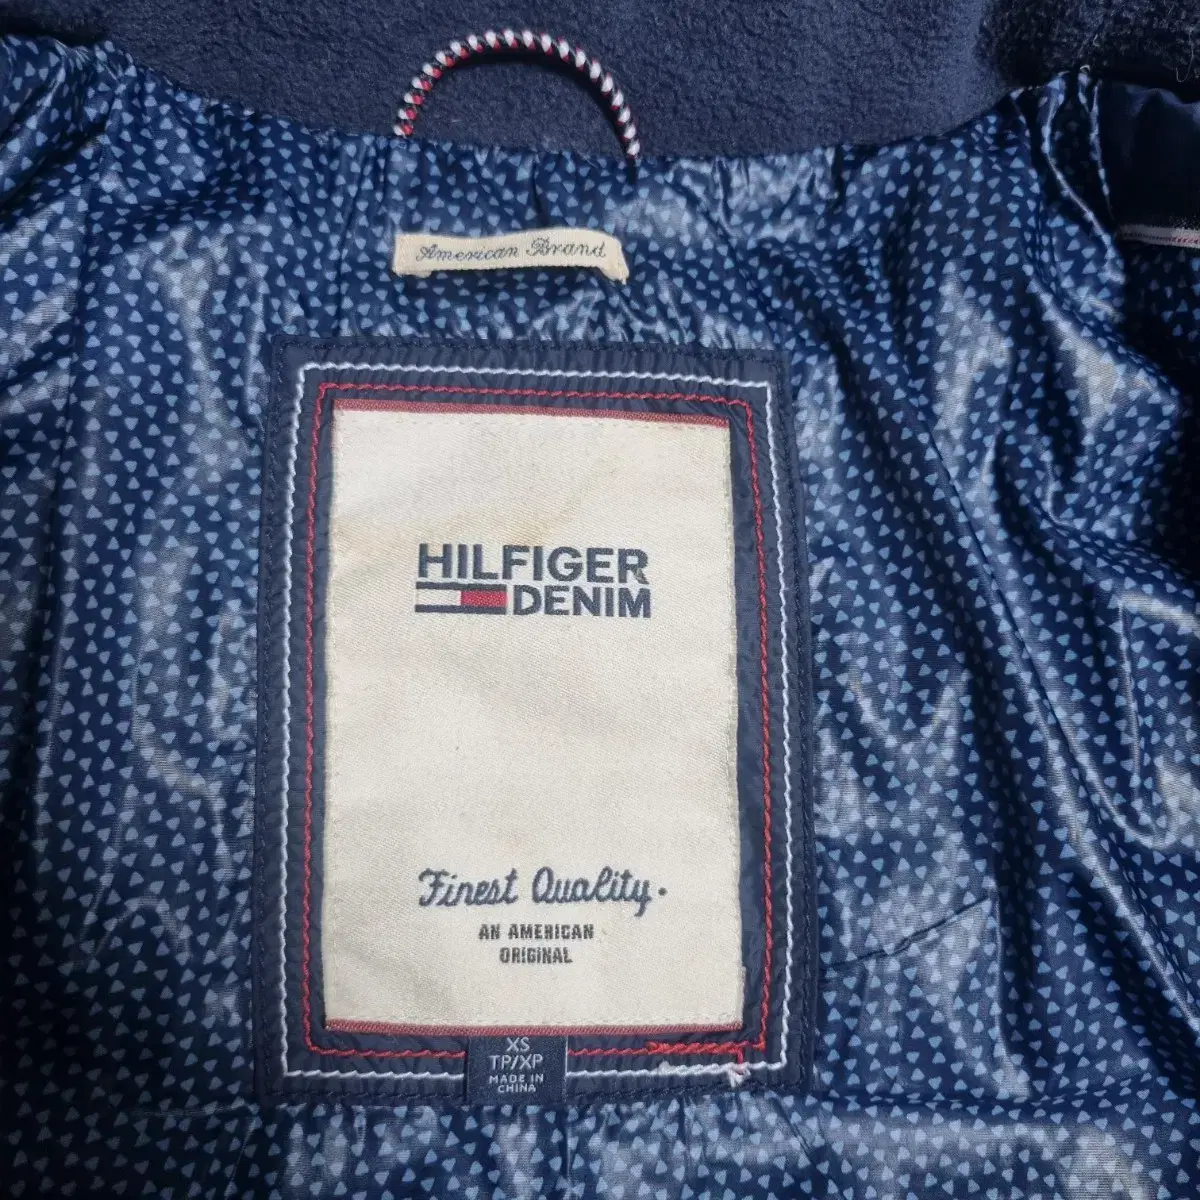 American Brand
HILFIGER
DENIM
Finest Quality.
AN AMERICAN
ORIGINAL
XS
TP/XP
MADE IN
CHINA